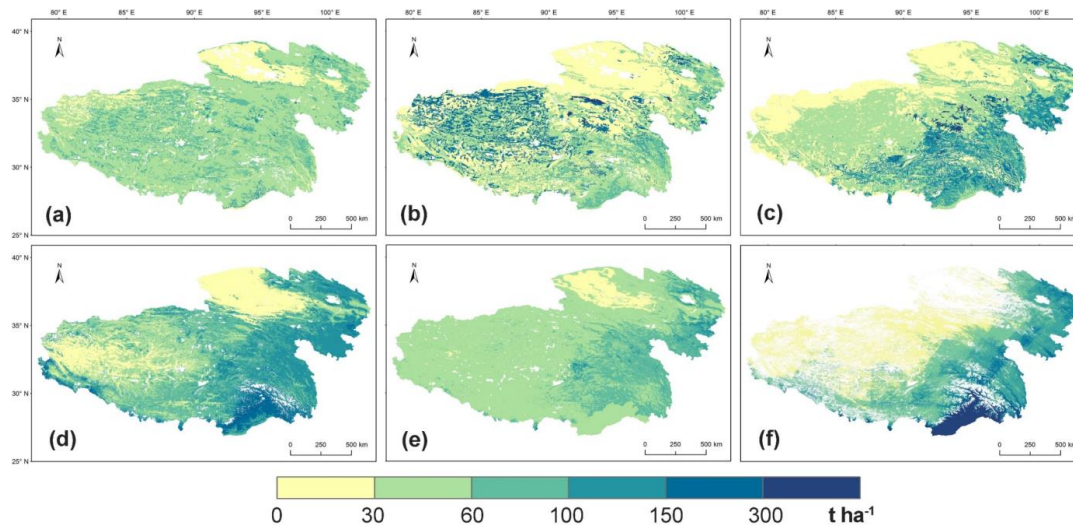 80° E 85° E 90° E 95° E 100° E 80° E 85° E 90° E 95° E 100° E 80° E 85° E 90° E 95° E 100° E
40° N
N N N
35° N
30° N
(a) (b) (c)
0 250 500 km 0 250 500 km 0 250 500 km
25° N
40° N
N N N
35° N
30° N
(d) (e) (f)
0 250 500 km 0 250 500 km 0 250 500 km
25° N
0 30 60 100 150 300 t ha⁻¹